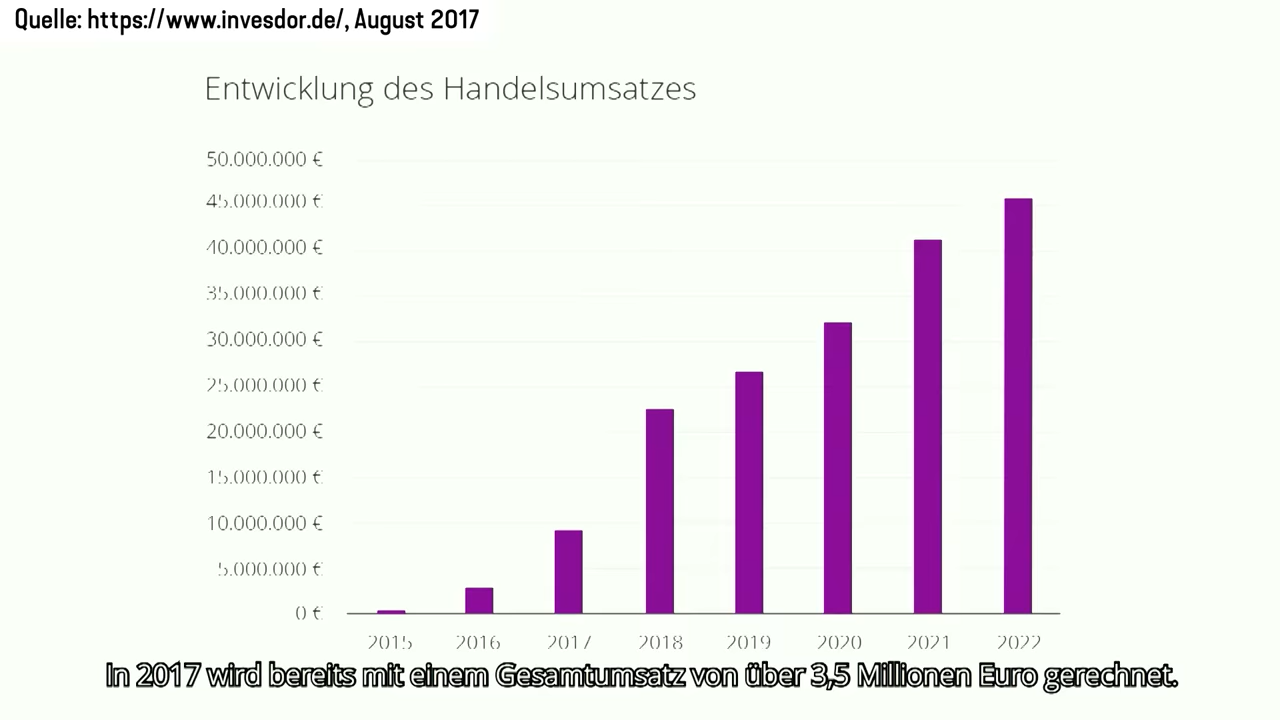 Quelle: https://www.invesdor.de/, August 2017
Entwicklung des Handelsumsatzes
50.000.000 €
45.000.000 €
40.000.000 €
35.000.000 €
30.000.000 €
25.000.000 €
20.000.000 €
15.000.000 €
10.000.000 €
5.000.000 €
0 €
2015 2016 2017 2018 2019 2020 2021 2022
In 2017 wird bereits mit einem Gesamtumsatz von über 3,5 Millionen Euro gerechnet.